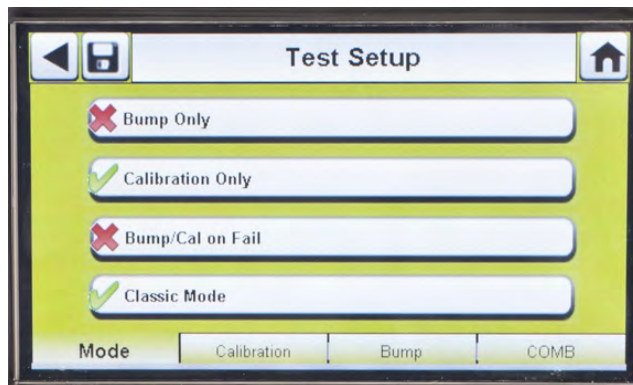 Test Setup
Bump Only
Calibration Only
Bump/Cal on Fail
Classic Mode
Mode Calibration Bump COMB